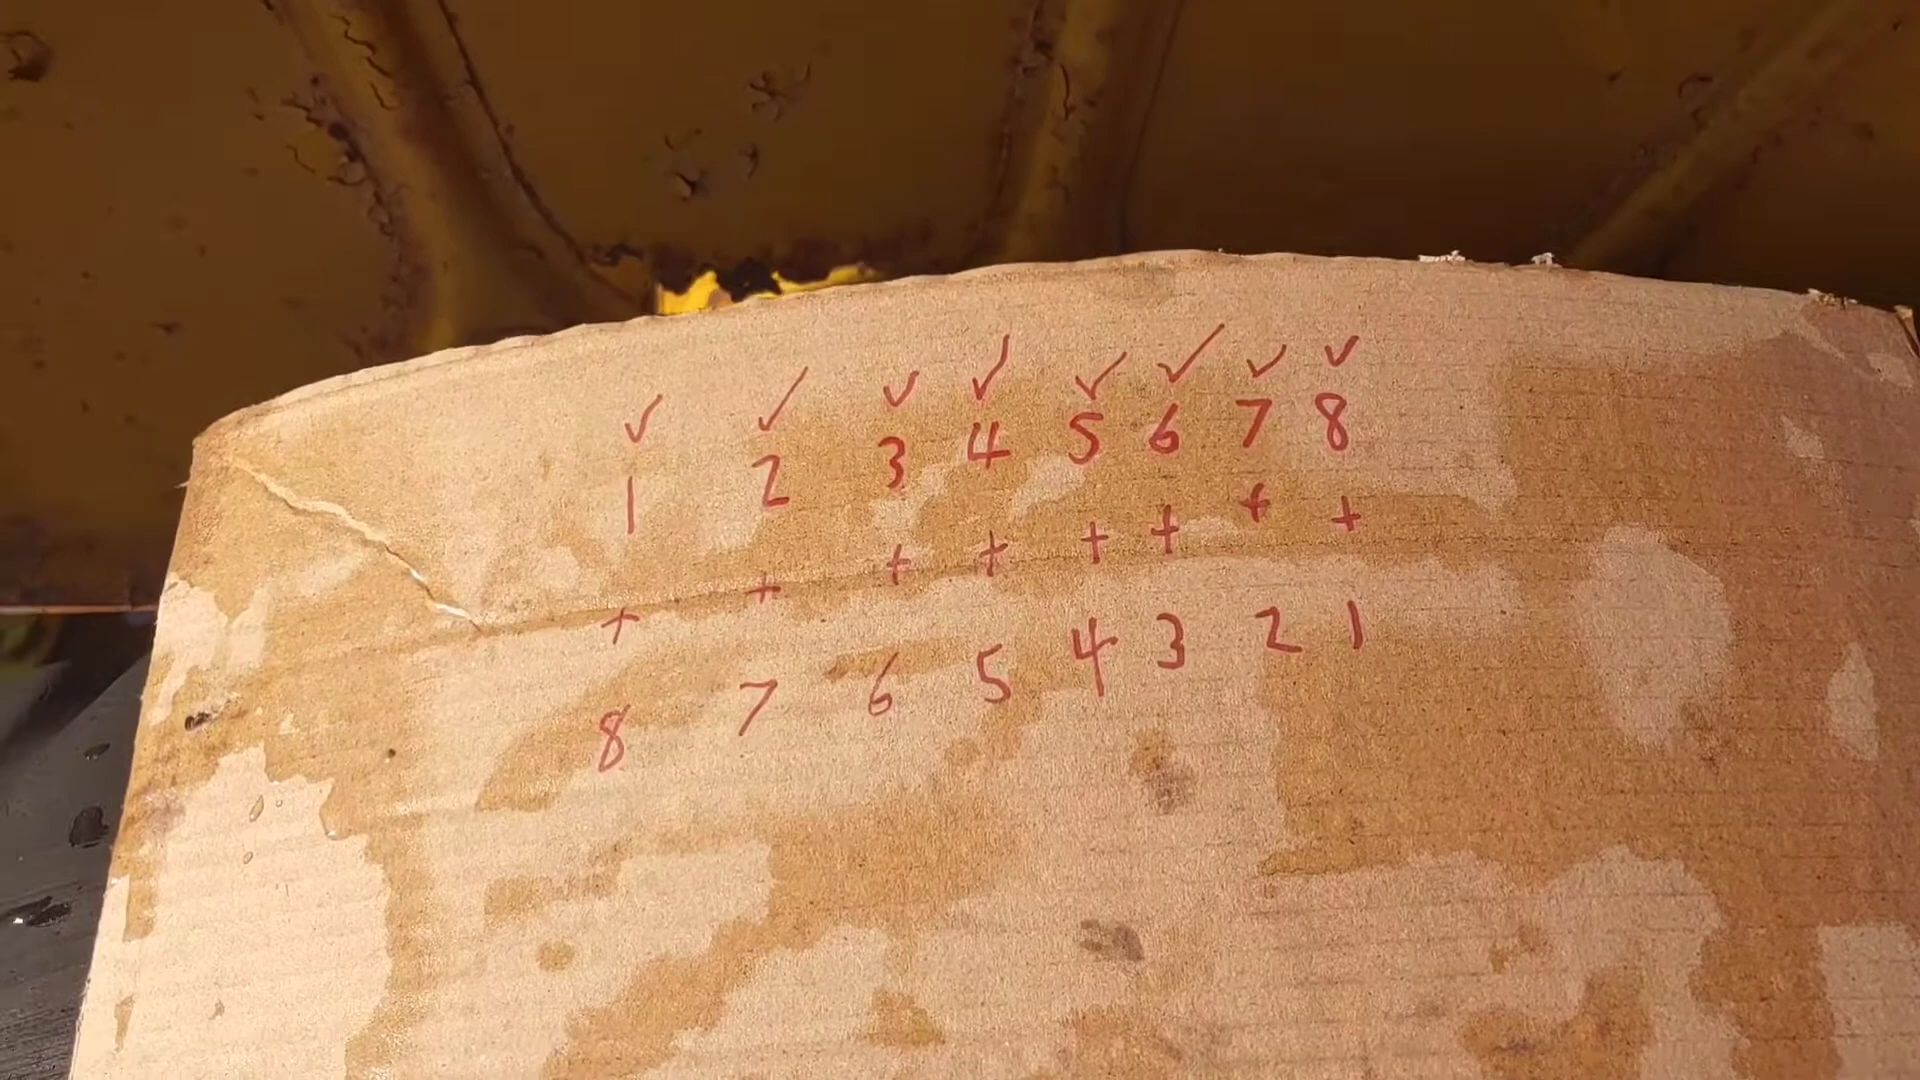 ✓ ✓ ✓ ✓ ✓ ✓ ✓ ✓
1 2 3 4 5 6 7 8
+ + + + + + + +
8 7 6 5 4 3 2 1